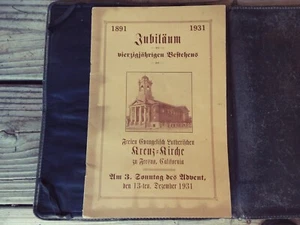 1891 1931
Jubiläum
des
vierzigjährigen Bestehens
der
Freien Evangelisch Lutherischen
Kreuz-Kirche
zu Fresno, California
Am 3. Sonntag des Advent,
den 13-ten. Dezember 1931